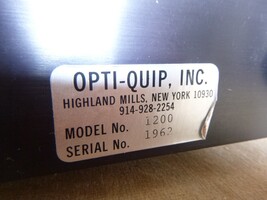 OPTI-QUIP, INC.
HIGHLAND MILLS, NEW YORK 10930
914-928-2254
MODEL No. 1200
SERIAL No. 1962